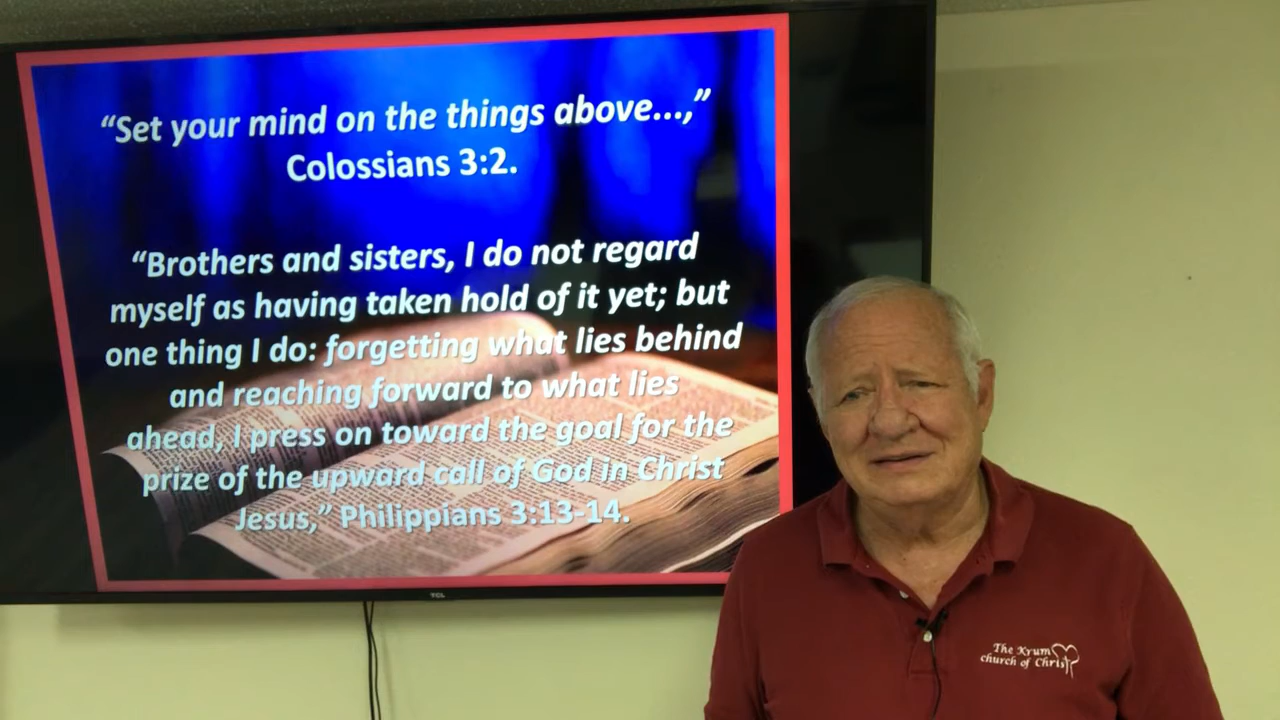 “Set your mind on the things above...,”
Colossians 3:2.
“Brothers and sisters, I do not regard
myself as having taken hold of it yet; but
one thing I do: forgetting what lies behind
and reaching forward to what lies
ahead, I press on toward the goal for the
prize of the upward call of God in Christ
Jesus,” Philippians 3:13-14.
TCL
The Krum
church of Christ